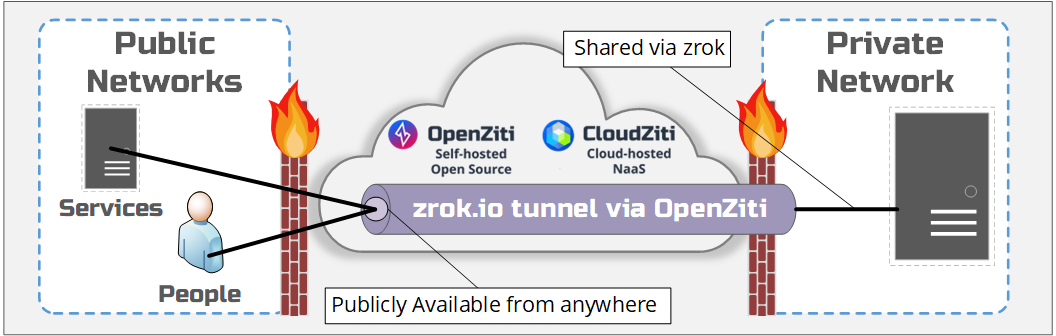 Public
Networks
Shared via zrok
Private
Network
OpenZiti
Self-hosted
Open Source
CloudZiti
Cloud-hosted
NaaS
Services
zrok.io tunnel via OpenZiti
People
Publicly Available from anywhere